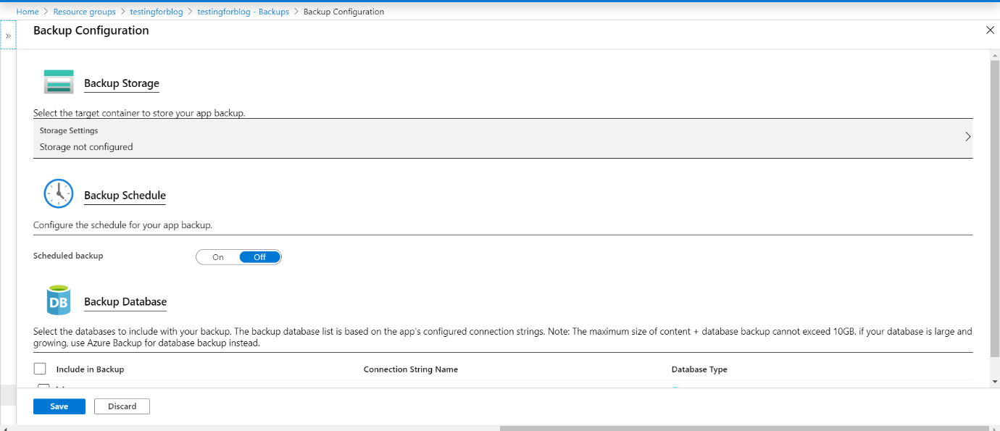 Home > Resource groups > testingforblog > testingforblog - Backups > Backup Configuration
»
Backup Configuration
Backup Storage
Select the target container to store your app backup.
Storage Settings
Storage not configured
Backup Schedule
Configure the schedule for your app backup.
Scheduled backup On Off
DB
Backup Database
Select the databases to include with your backup. The backup database list is based on the app's configured connection strings. Note: The maximum size of content + database backup cannot exceed 10GB. if your database is large and
growing, use Azure Backup for database backup instead.
Include in Backup Connection String Name Database Type
Save Discard